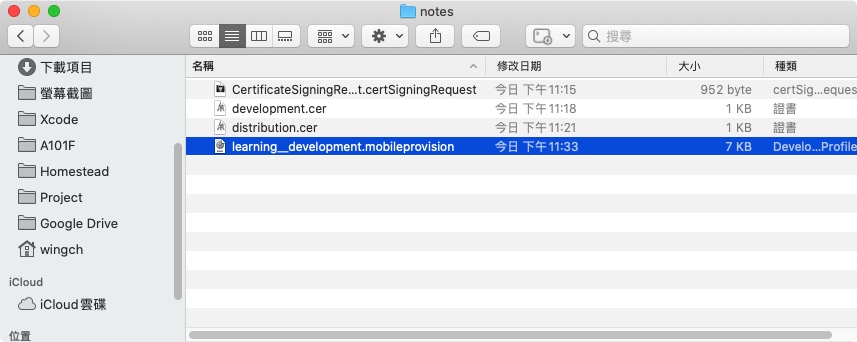 notes
搜尋
名稱 修改日期 大小 種類
CertificateSigningRe...t.certSigningRequest 今日 下午11:15 952 byte certSig...eques
development.cer 今日 下午11:18 1 KB 證書
distribution.cer 今日 下午11:21 1 KB 證書
learning__development.mobileprovision 今日 下午11:33 7 KB Develo...Profile
下載項目
螢幕截圖
Xcode
A101F
Homestead
Project
Google Drive
wingch
iCloud
iCloud雲碟
位置